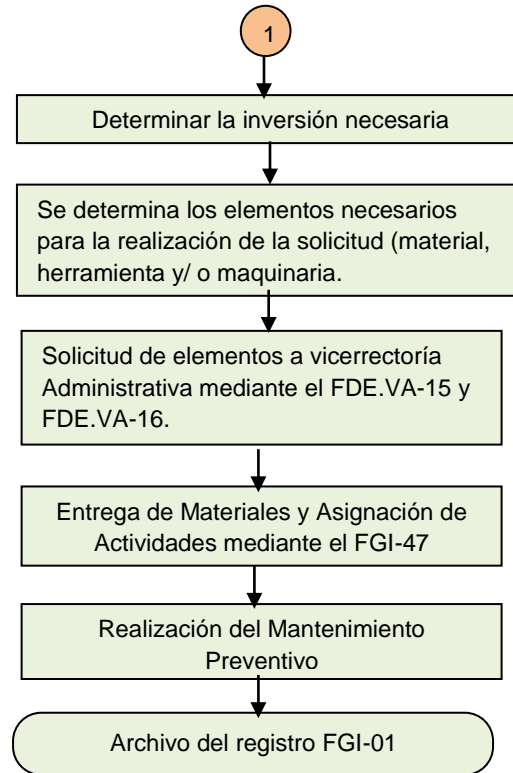 1
Determinar la inversión necesaria
Se determina los elementos necesarios
para la realización de la solicitud (material,
herramienta y/ o maquinaria.
Solicitud de elementos a vicerrectoría
Administrativa mediante el FDE.VA-15 y
FDE.VA-16.
Entrega de Materiales y Asignación de
Actividades mediante el FGI-47
Realización del Mantenimiento
Preventivo
Archivo del registro FGI-01